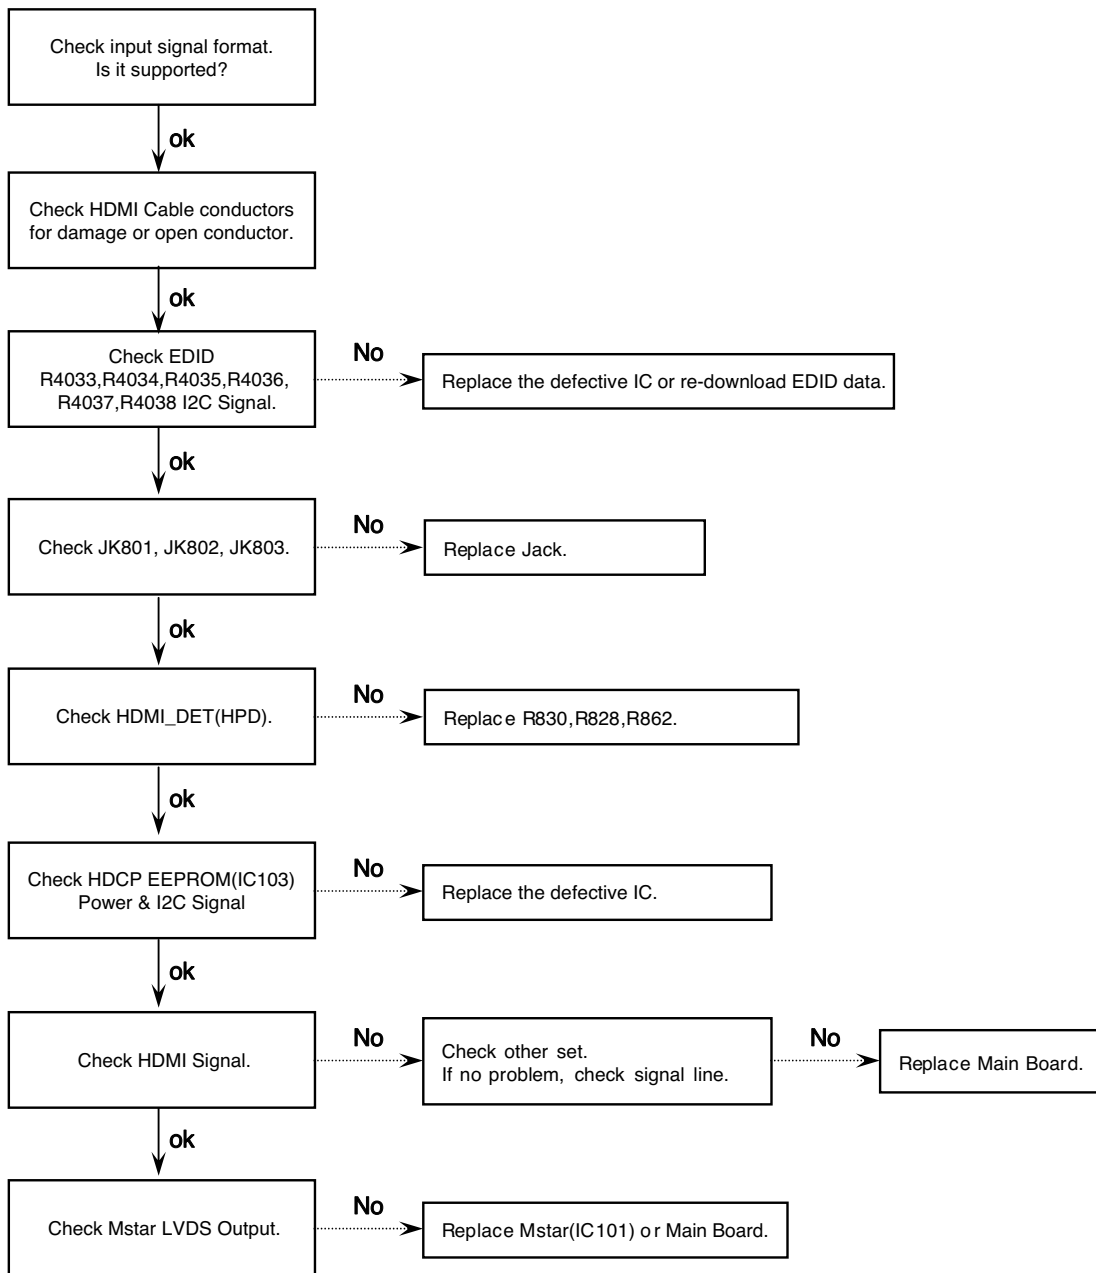 Check input signal format.
Is it supported?
ok
Check HDMI Cable conductors
for damage or open conductor.
ok
Check EDID
R4033,R4034,R4035,R4036,
R4037,R4038 I2C Signal.
No
Replace the defective IC or re-download EDID data.
ok
Check JK801, JK802, JK803.
No
Replace Jack.
ok
Check HDMI_DET(HPD).
No
Replace R830,R828,R862.
ok
Check HDCP EEPROM(IC103)
Power & I2C Signal
No
Replace the defective IC.
ok
Check HDMI Signal.
No
Check other set.
If no problem, check signal line.
No
Replace Main Board.
ok
Check Mstar LVDS Output.
No
Replace Mstar(IC101) or Main Board.